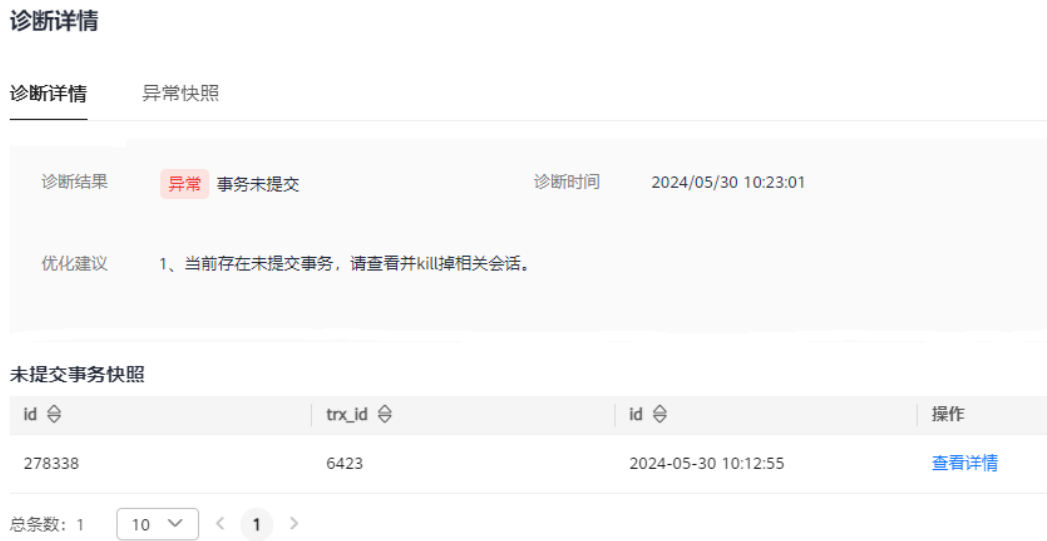 诊断详情
诊断详情 异常快照
诊断结果 异常 事务未提交 诊断时间 2024/05/30 10:23:01
优化建议 1、当前存在未提交事务，请查看并kill掉相关会话。
未提交事务快照
id trx_id id 操作
278338 6423 2024-05-30 10:12:55 查看详情
总条数：1 10 1